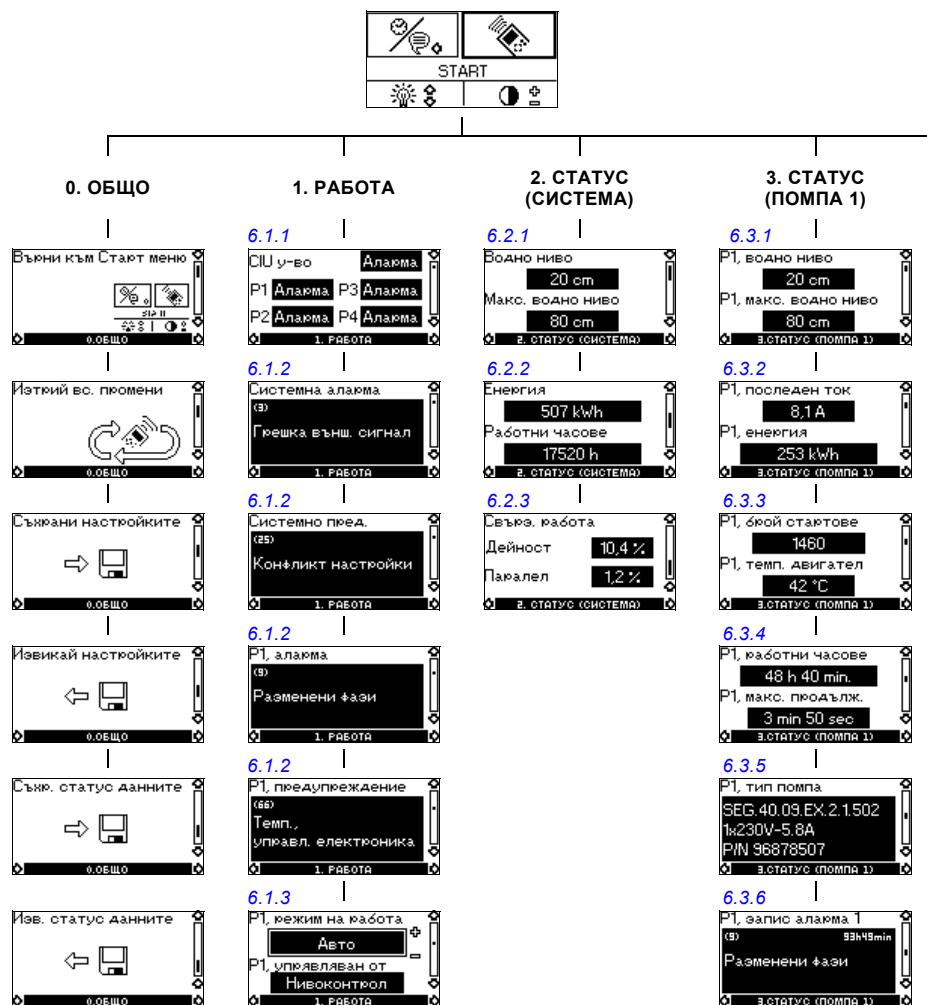 START
0. ОБЩО
1. РАБОТА
2. СТАТУС
(СИСТЕМА)
3. СТАТУС
(ПОМПА 1)
Върни към Старт меню
START
0.ОБЩО
Изтрий вс. промени
0.ОБЩО
Съхрани настройките
0.ОБЩО
Извикай настройките
0.ОБЩО
Съхр. статус данните
0.ОБЩО
Изв. статус данните
0.ОБЩО
6.1.1
CIU у-во Аларма
P1 Аларма P3 Аларма
P2 Аларма P4 Аларма
1. РАБОТА
6.1.2
Системна аларма
(3)
Грешка външ. сигнал
1. РАБОТА
6.1.2
Системно пред.
(25)
Конфликт настройки
1. РАБОТА
6.1.2
P1, аларма
(9)
Разменени фази
1. РАБОТА
6.1.2
P1, предупреждение
(66)
Темп.,
управл. електроника
1. РАБОТА
6.1.3
P1, режим на работа
Авто
P1, упрявляван от
Нивоконтрол
1. РАБОТА
6.2.1
Водно ниво
20 cm
Макс. водно ниво
80 cm
2. СТАТУС (СИСТЕМА)
6.2.2
Енергия
507 kWh
Работни часове
17520 h
2. СТАТУС (СИСТЕМА)
6.2.3
Свърз. работа
Дейност 10,4 %
Паралел 1,2 %
2. СТАТУС (СИСТЕМА)
6.3.1
P1, водно ниво
20 cm
P1, макс. водно ниво
80 cm
3.СТАТУС (ПОМПА 1)
6.3.2
P1, последен ток
8,1 A
P1, енергия
253 kWh
3.СТАТУС (ПОМПА 1)
6.3.3
P1, брой стартове
1460
P1, темп. двигател
42 °C
3.СТАТУС (ПОМПА 1)
6.3.4
P1, работни часове
48 h 40 min.
P1, макс. продълж.
3 min 50 sec
3.СТАТУС (ПОМПА 1)
6.3.5
P1, тип помпа
SEG.40.09.EX.2.1.502
1x230V-5.8A
P/N 96878507
3.СТАТУС (ПОМПА 1)
6.3.6
P1, запис аларма 1
(9) 93h49min
Разменени фази
3.СТАТУС (ПОМПА 1)